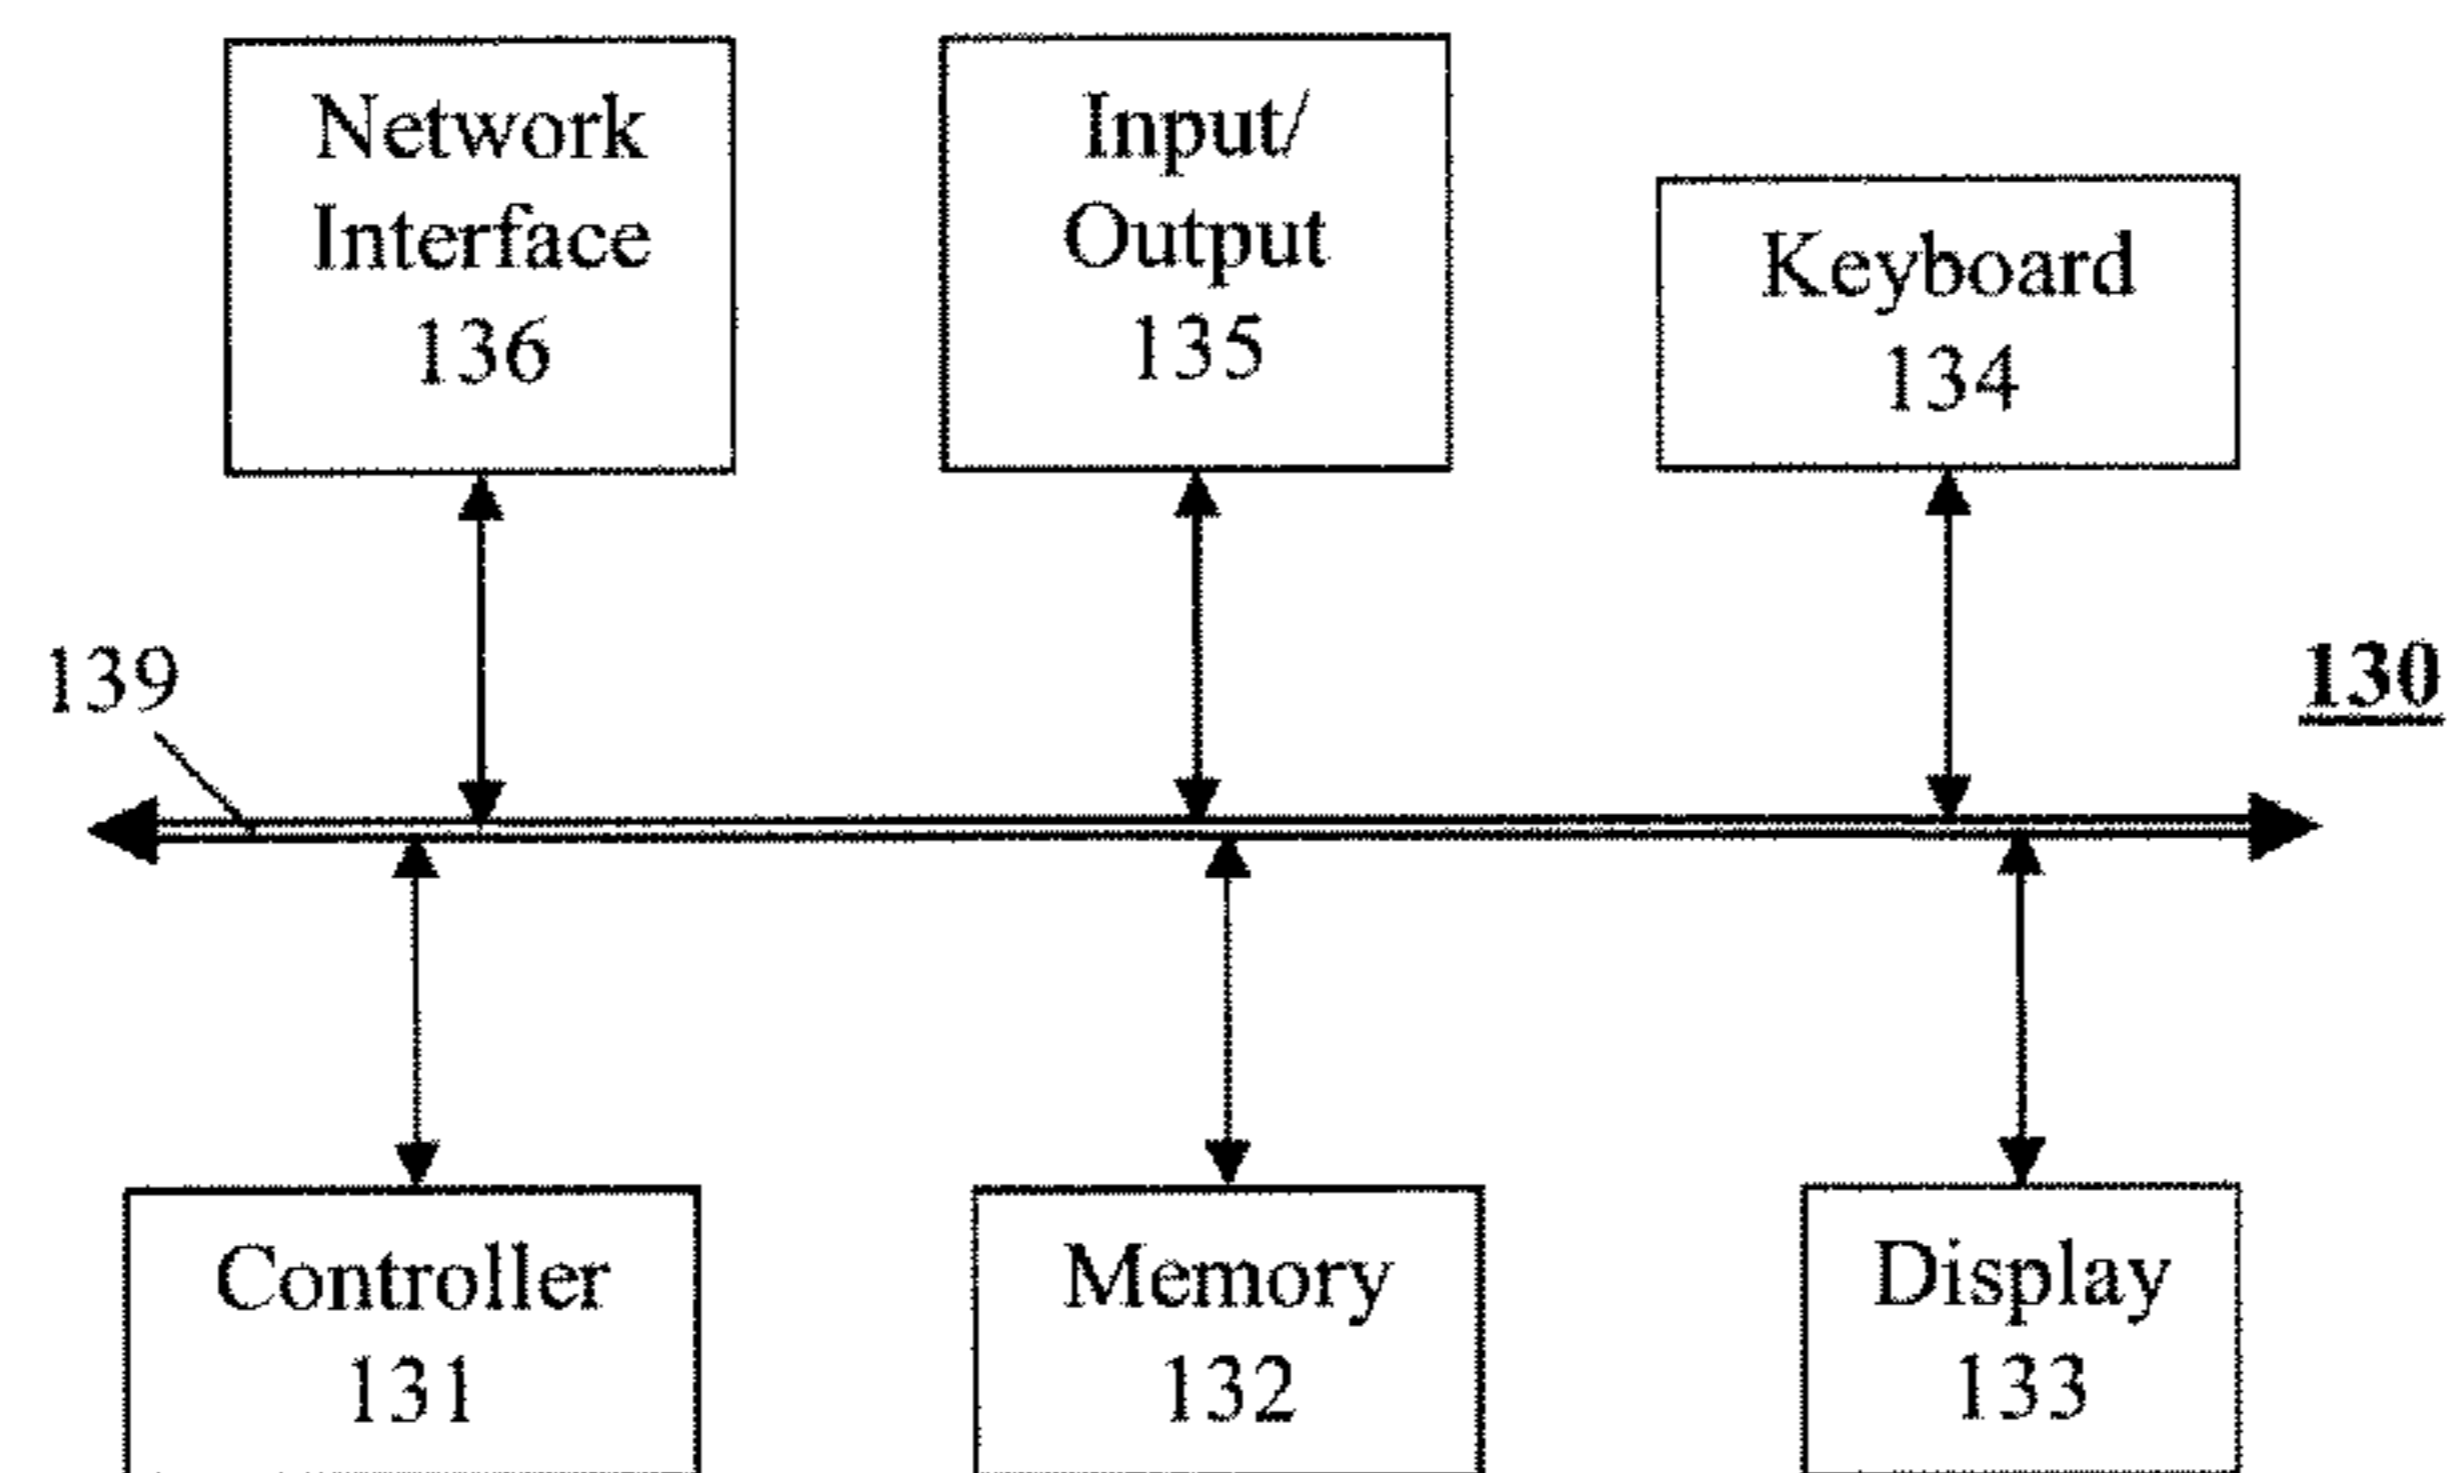 Network
Interface
136
Input/
Output
135
Keyboard
134
139
130
Controller
131
Memory
132
Display
133